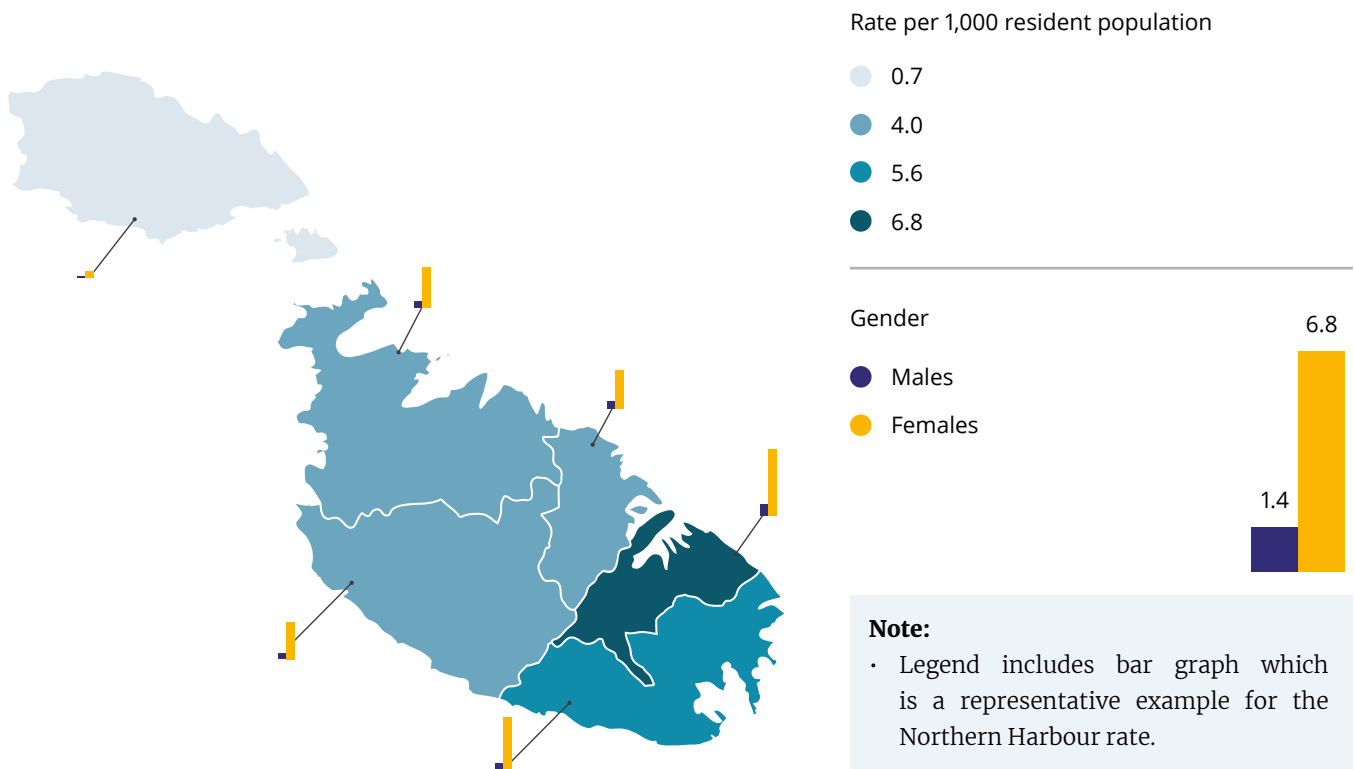 Rate per 1,000 resident population
0.7
4.0
5.6
6.8
Gender
Males
Females
6.8
1.4
Note:
· Legend includes bar graph which
is a representative example for the
Northern Harbour rate.